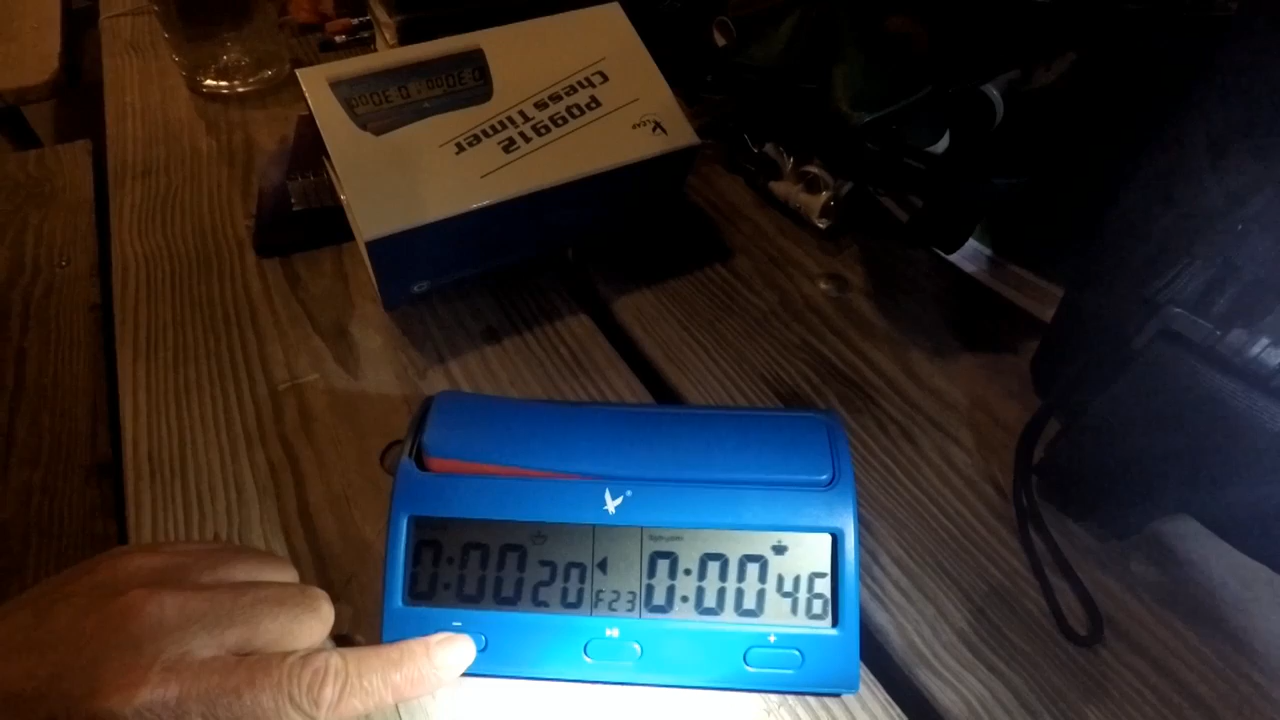 PQ9912
Chess Timer
LEAP
0:30 00 0:30 00
0:00 20
F23
0:00 46
−
⏯
+